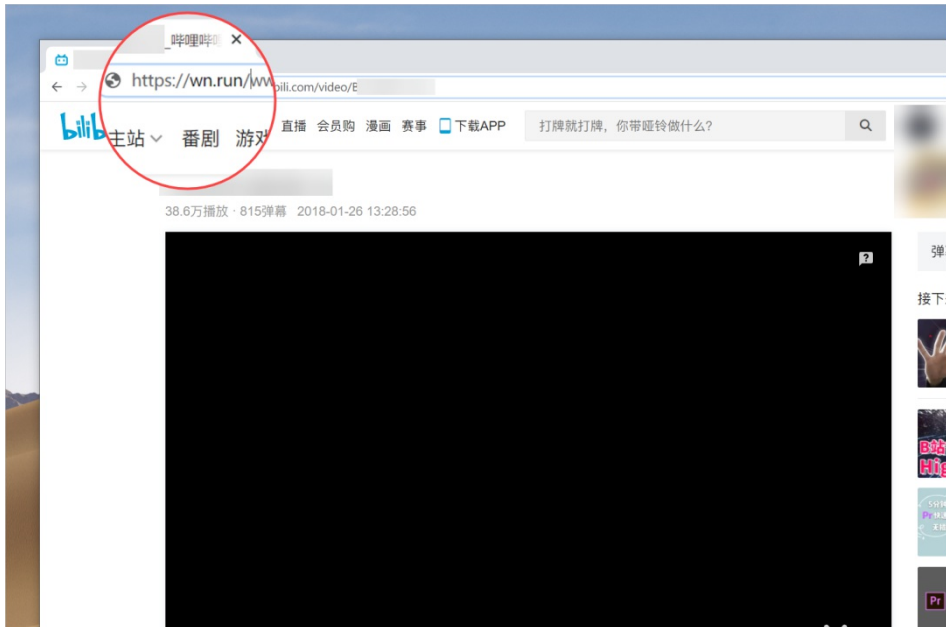 _哔哩哔
https://wn.run/ww
bili.com/video/B
主站 番剧 游戏 直播 会员购 漫画 赛事 下载APP
打牌就打牌，你带哑铃做什么?
38.6万播放 · 815弹幕 2018-01-26 13:28:56
?
弹
接下
B站
Hig
5分钟
Pr
Pr